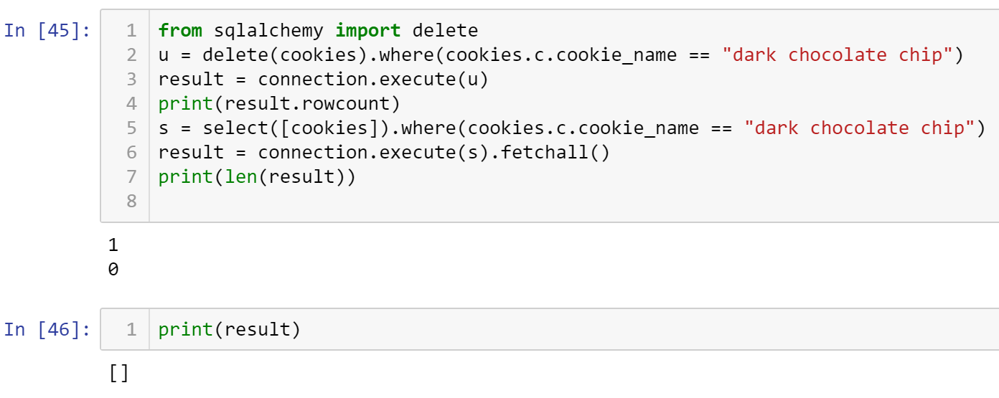 In [45]:
1 from sqlalchemy import delete
2 u = delete(cookies).where(cookies.c.cookie_name == "dark chocolate chip")
3 result = connection.execute(u)
4 print(result.rowcount)
5 s = select([cookies]).where(cookies.c.cookie_name == "dark chocolate chip")
6 result = connection.execute(s).fetchall()
7 print(len(result))
8
1
0
In [46]:
1 print(result)
[]